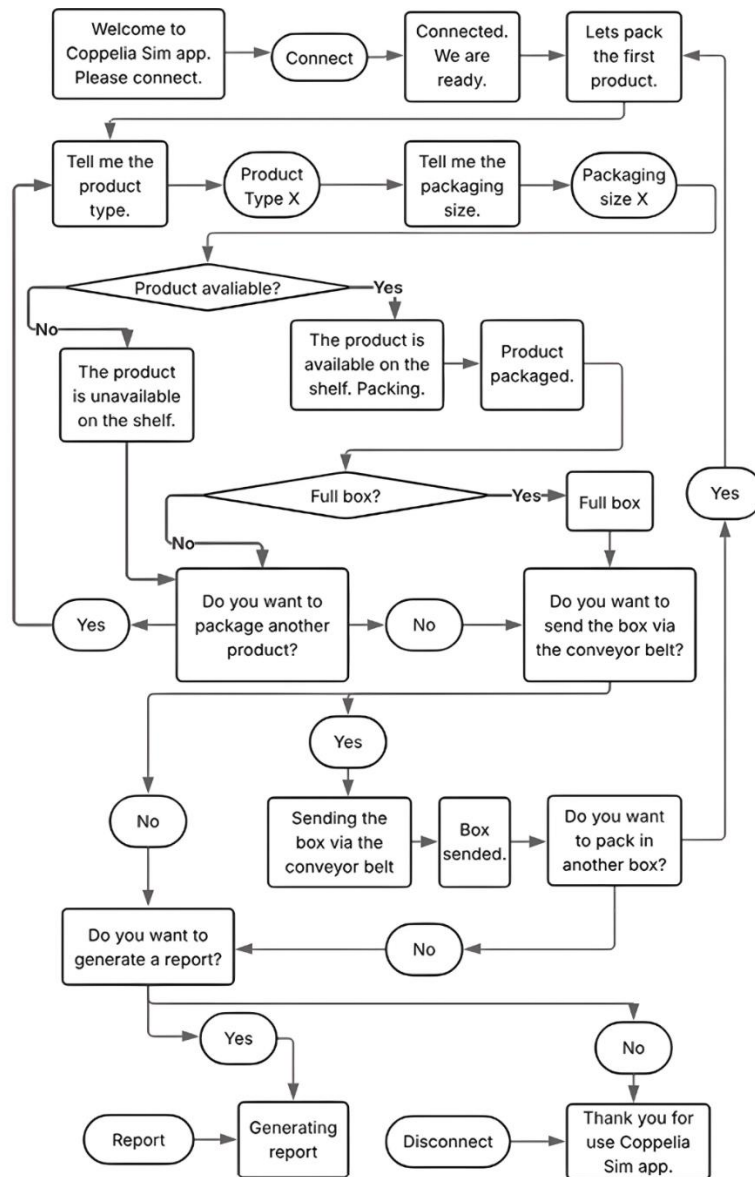 Welcome to
Coppelia Sim app.
Please connect.
Connect
Connected.
We are
ready.
Lets pack
the first
product.
Tell me the
product
type.
Product
Type X
Tell me the
packaging
size.
Packaging
size X
Product avaliable?
Yes
No
The product
is unavailable
on the shelf.
The product is
available on the
shelf. Packing.
Product
packaged.
Full box?
Yes
Full box
Yes
No
Yes
Do you want to
package another
product?
No
Do you want to
send the box via
the conveyor belt?
Yes
No
Sending the
box via the
conveyor belt
Box
sended.
Do you want
to pack in
another box?
Do you want to
generate a report?
No
Yes
No
Report
Generating
report
Disconnect
Thank you for
use Coppelia
Sim app.